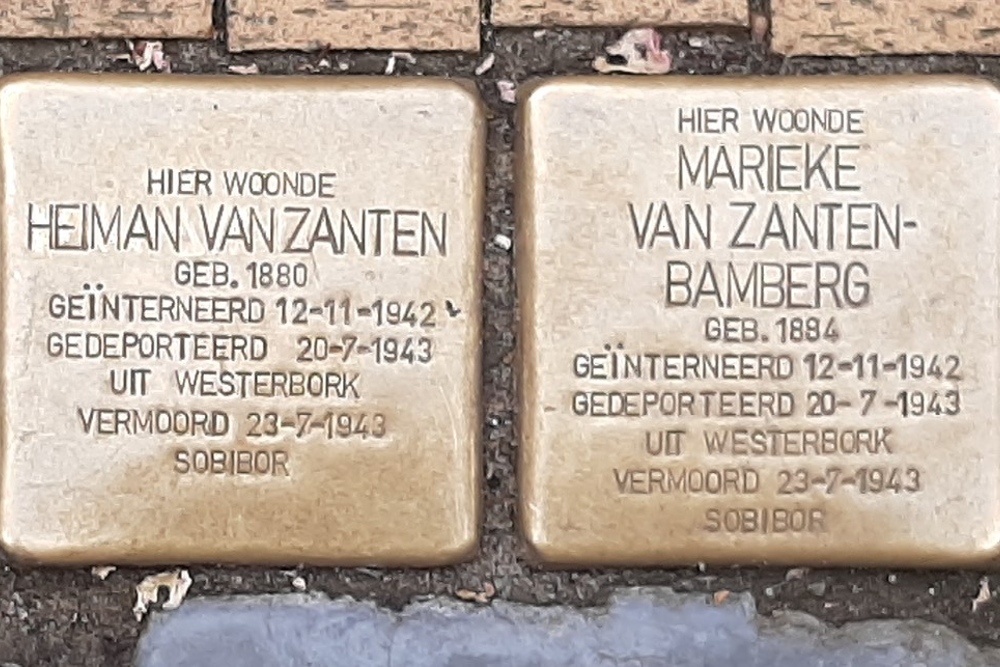 HIER WOONDE
HEIMAN VAN ZANTEN
GEB. 1880
GEÏNTERNEERD 12-11-1942
GEDEPORTEERD 20-7-1943
UIT WESTERBORK
VERMOORD 23-7-1943
SOBIBOR
HIER WOONDE
MARIEKE
VAN ZANTEN-
BAMBERG
GEB. 1884
GEÏNTERNEERD 12-11-1942
GEDEPORTEERD 20-7-1943
UIT WESTERBORK
VERMOORD 23-7-1943
SOBIBOR